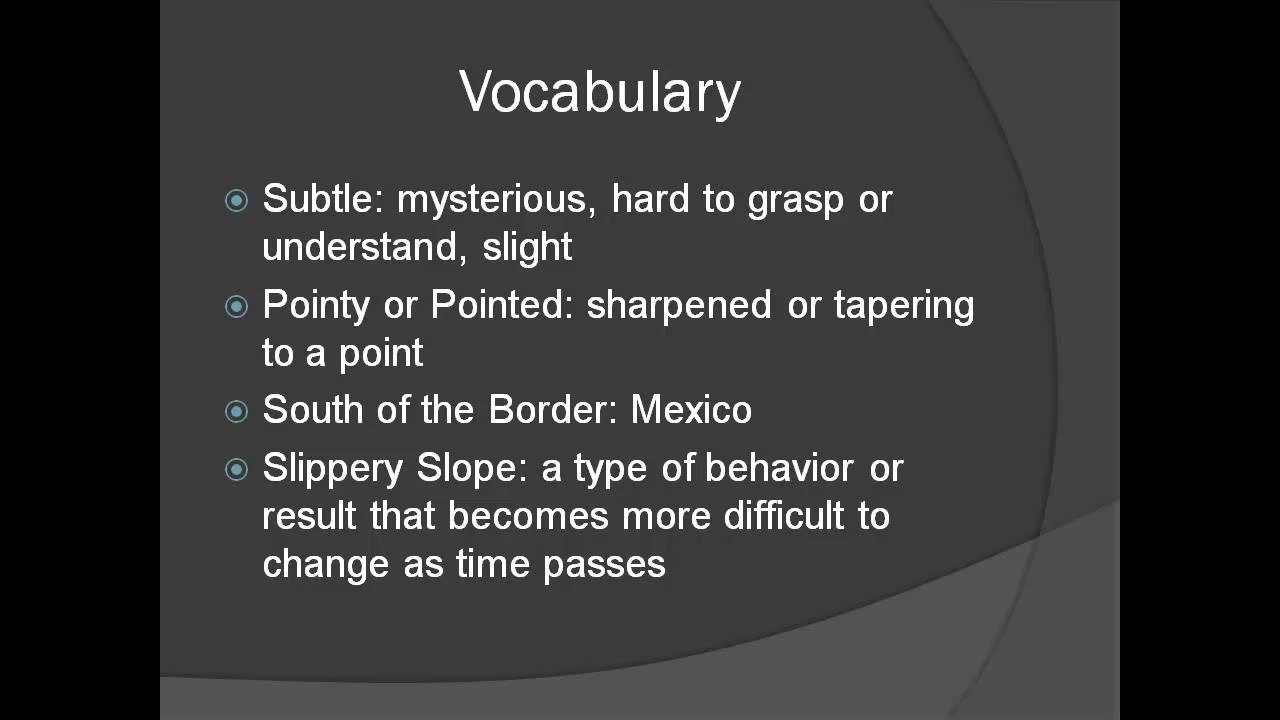 Vocabulary
Subtle: mysterious, hard to grasp or
understand, slight
Pointy or Pointed: sharpened or tapering
to a point
South of the Border: Mexico
Slippery Slope: a type of behavior or
result that becomes more difficult to
change as time passes